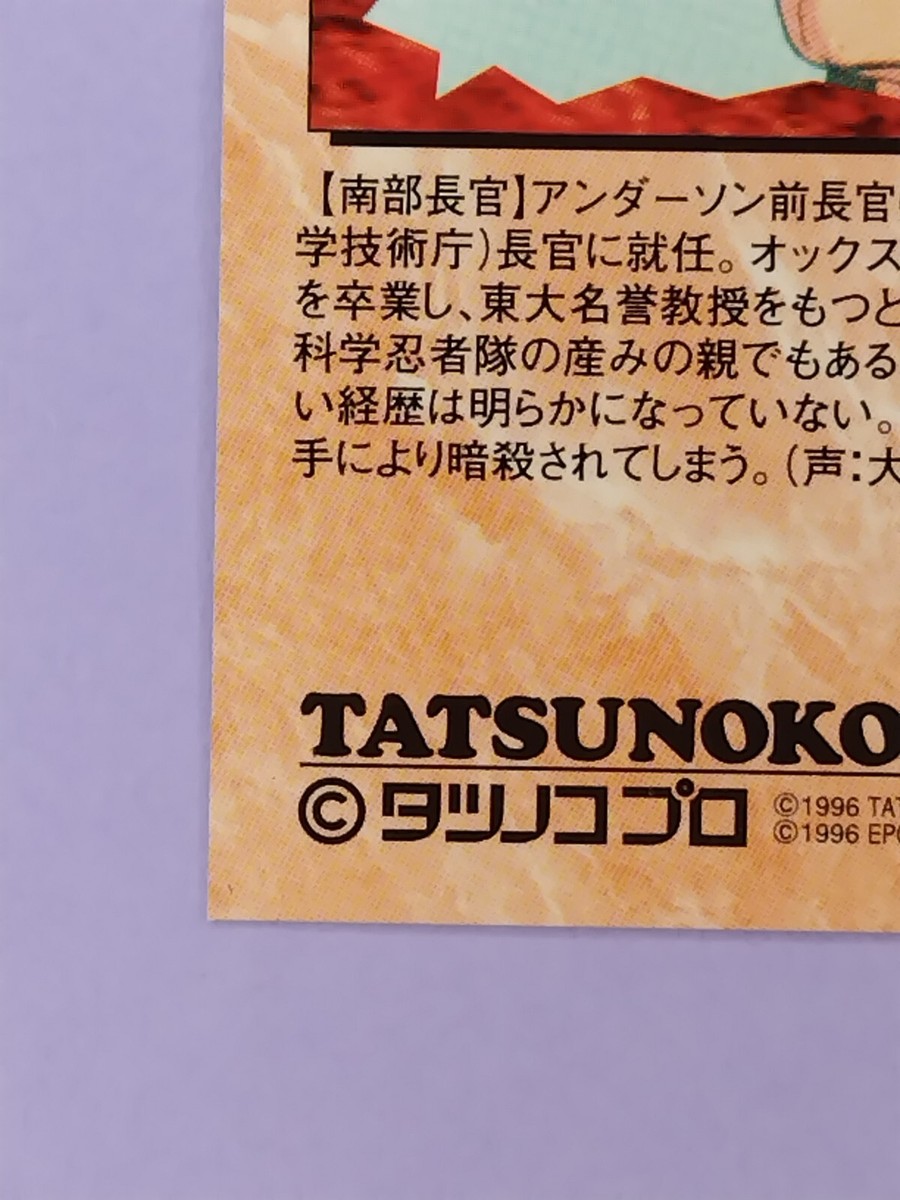 【南部長官】アンダーソン前長官
学技術庁)長官に就任。オックス
を卒業し、東大名誉教授をもつと
科学忍者隊の産みの親でもある
い経歴は明らかになっていない。
手により暗殺されてしまう。(声:大
TATSUNOKO
©タツノコプロ
©1996 TAT
©1996 EPO